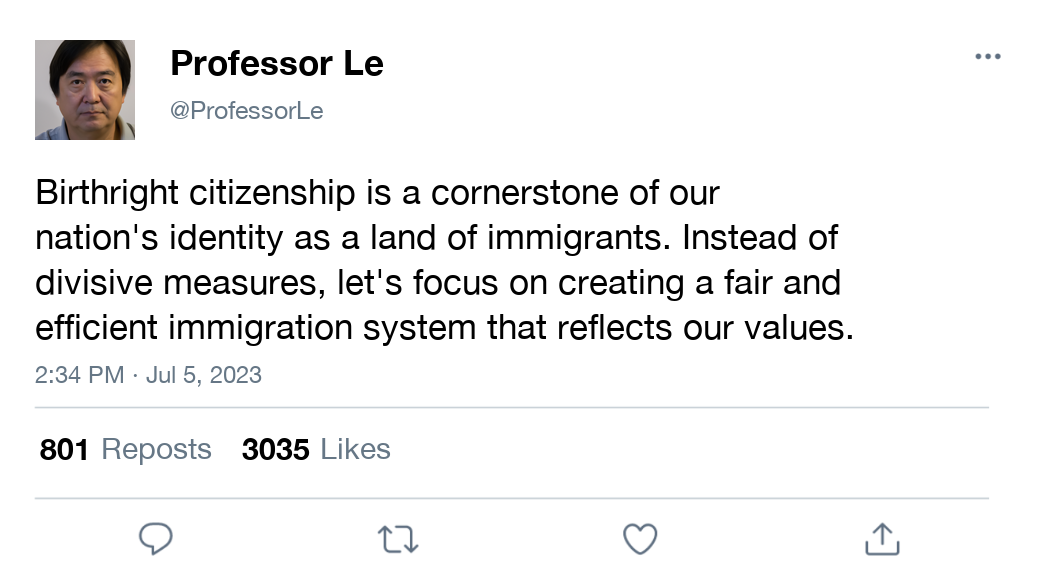 Professor Le
@ProfessorLe
Birthright citizenship is a cornerstone of our
nation's identity as a land of immigrants. Instead of
divisive measures, let's focus on creating a fair and
efficient immigration system that reflects our values.
2:34 PM · Jul 5, 2023
801 Reposts 3035 Likes